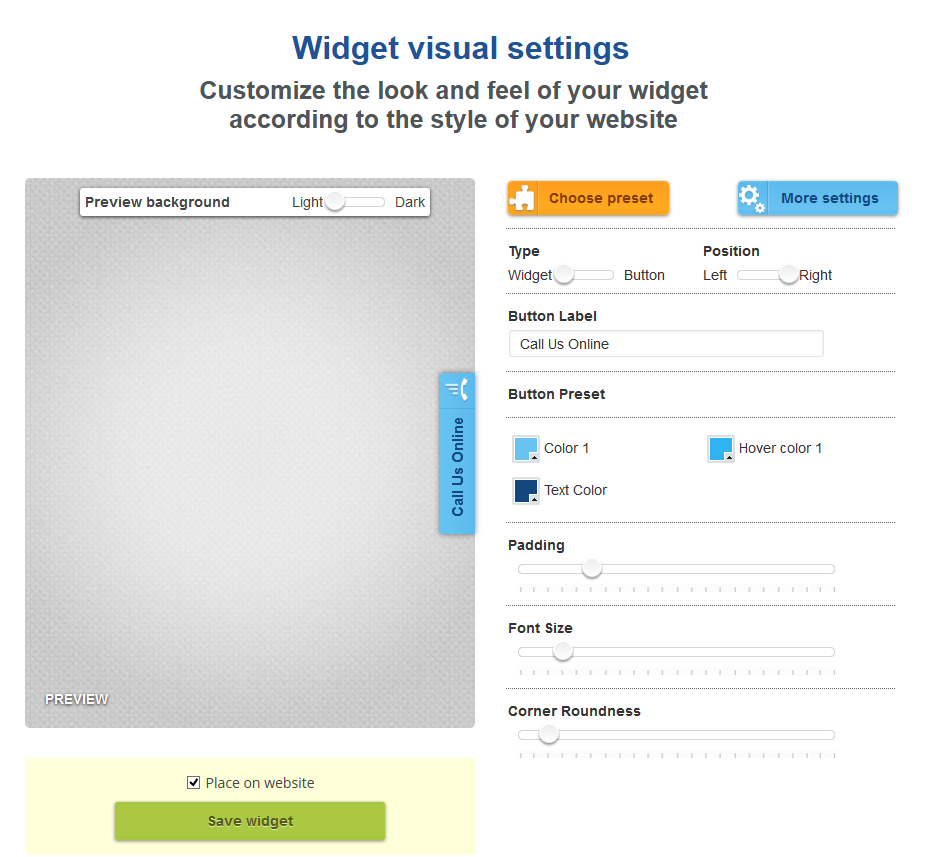 Widget visual settings
Customize the look and feel of your widget
according to the style of your website
Preview background
Light Dark
Call Us Online
PREVIEW
Place on website
Save widget
Choose preset
More settings
Type
Widget Button
Position
Left Right
Button Label
Call Us Online
Button Preset
Color 1
Hover color 1
Text Color
Padding
Font Size
Corner Roundness